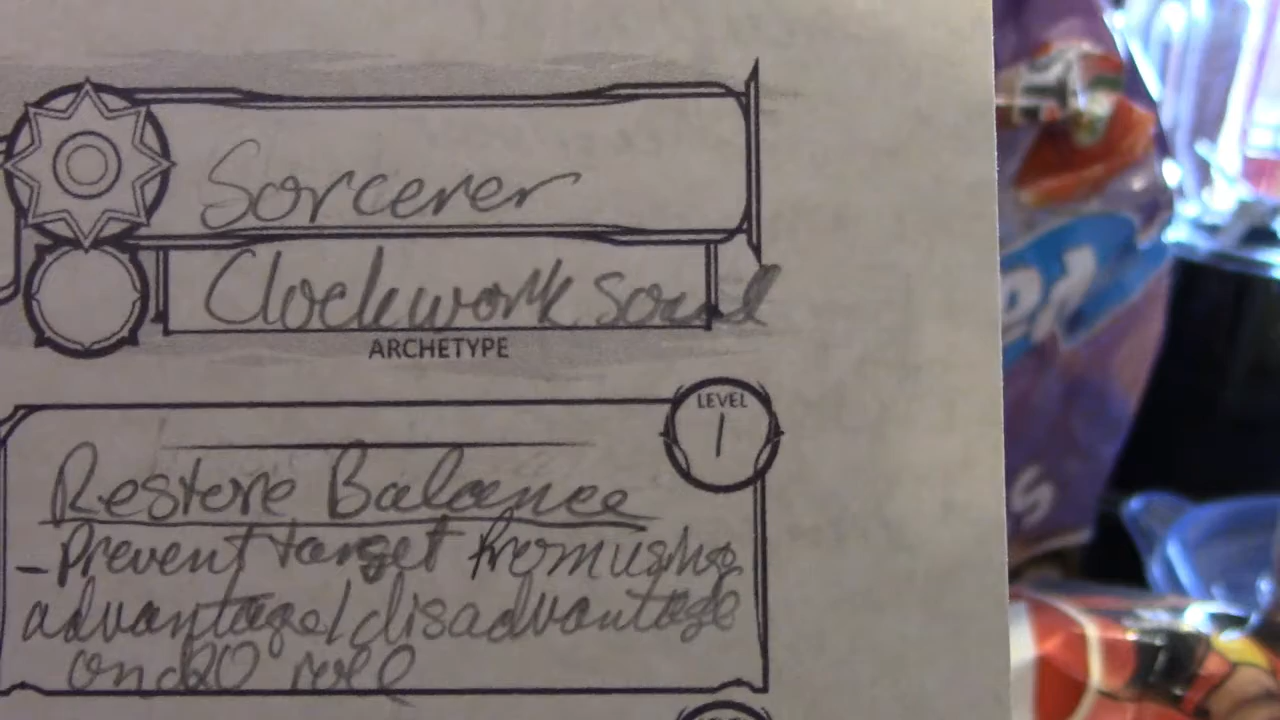 Sorcerer
Clockwork Soul
ARCHETYPE
LEVEL
1
Restore Balance
- Prevent target from using
advantage/disadvantage
on d20 roll